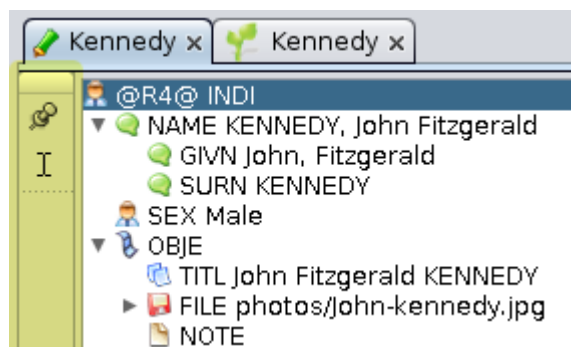 Kennedy x Kennedy x
@R4@ INDI
NAME KENNEDY, John Fitzgerald
GIVN John, Fitzgerald
SURN KENNEDY
SEX Male
OBJE
TITL John Fitzgerald KENNEDY
FILE photos/John-kennedy.jpg
NOTE